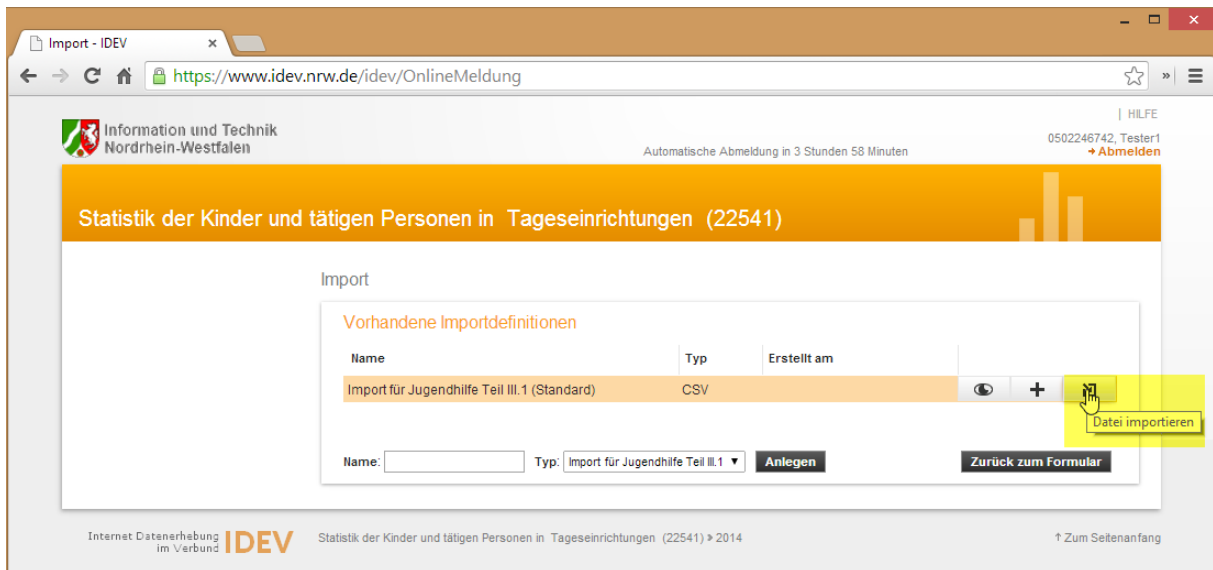 Import - IDEV
https://www.idev.nrw.de/idev/OnlineMeldung
| HILFE
Information und Technik
Nordrhein-Westfalen
0502246742, Tester1
Automatische Abmeldung in 3 Stunden 58 Minuten
Abmelden
Statistik der Kinder und tätigen Personen in Tageseinrichtungen (22541)
Import
Vorhandene Importdefinitionen
Name Typ Erstellt am
Import für Jugendhilfe Teil III.1 (Standard) CSV
Datei importieren
Name: Typ: Import für Jugendhilfe Teil III.1 Anlegen Zurück zum Formular
Internet Datenerhebung
im Verbund IDEV
Statistik der Kinder und tätigen Personen in Tageseinrichtungen (22541) » 2014
↑ Zum Seitenanfang